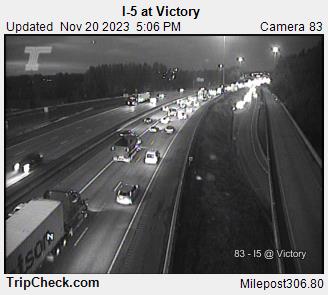 I-5 at Victory
Updated Nov 20 2023 5:06 PM Camera 83
T
N
83 - I5 @ Victory
TripCheck.com Milepost306.80